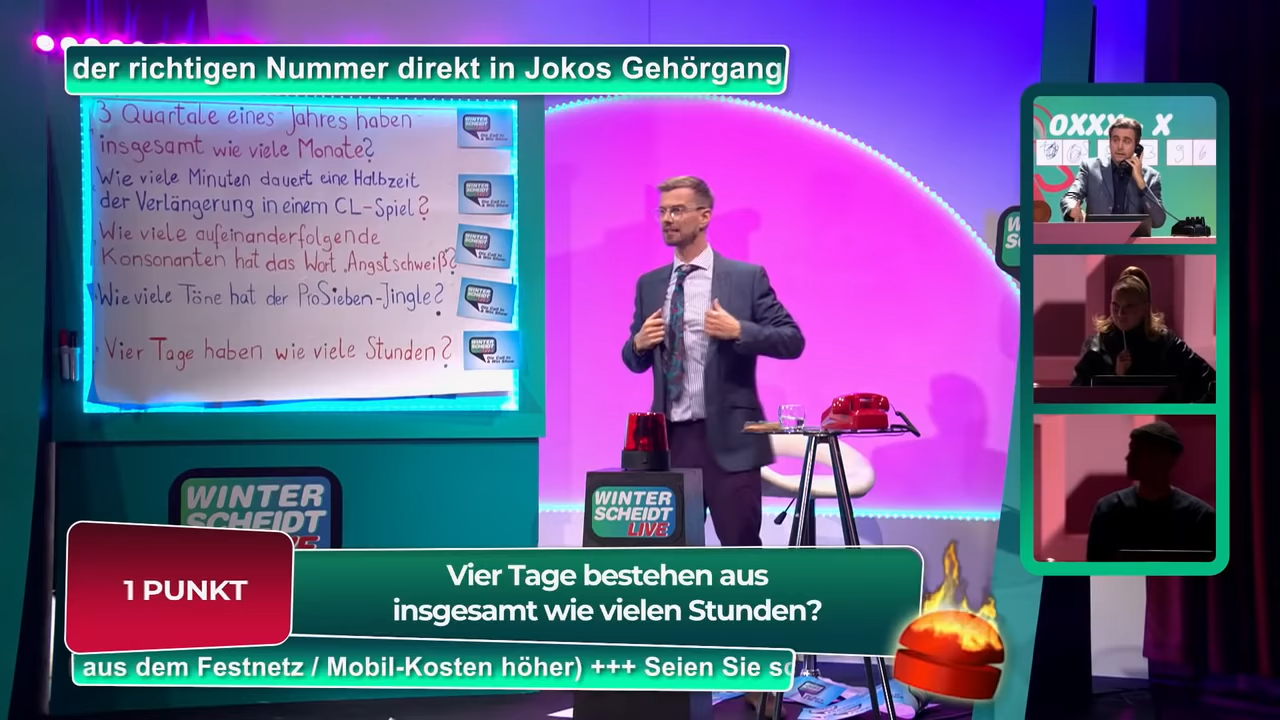 der richtigen Nummer direkt in Jokos Gehörgang
3 Quartale eines Jahres haben
insgesamt wie viele Monate?
Wie viele Minuten dauert eine Halbzeit
der Verlängerung in einem CL-Spiel?
Wie viele aufeinanderfolgende
Konsonanten hat das Wort "Angstschweiß"?
Wie viele Töne hat der ProSieben-Jingle?
Vier Tage haben wie viele Stunden?
WINTER
SCHEIDT
WINTER
SCHEIDT
LIVE
1 PUNKT
Vier Tage bestehen aus
insgesamt wie vielen Stunden?
aus dem Festnetz / Mobil-Kosten höher) +++ Seien Sie